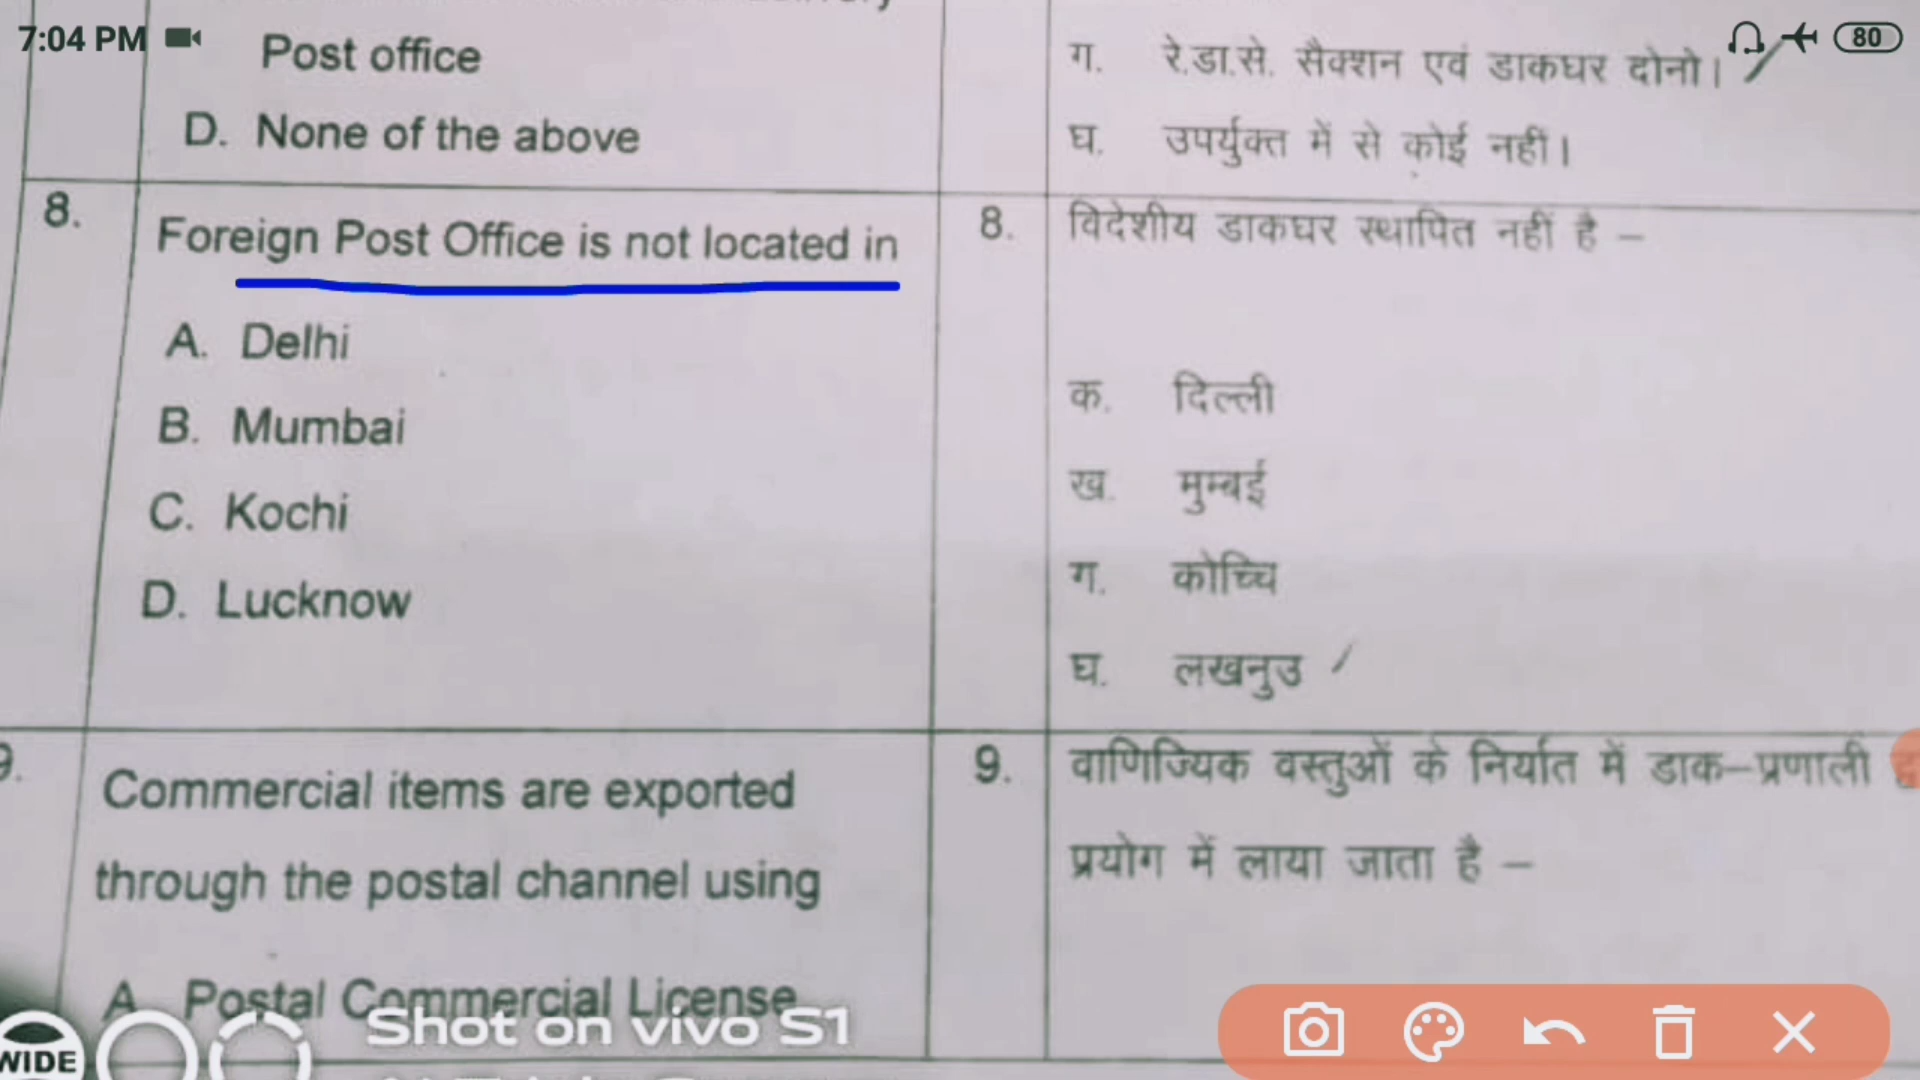 7:04 PM
80
Post office
D. None of the above
8.
Foreign Post Office is not located in
A. Delhi
B. Mumbai
C. Kochi
D. Lucknow
9.
Commercial items are exported
through the postal channel using
A. Postal Commercial License
ग. रे.डा.से. सैक्शन एवं डाकघर दोनो।
घ. उपर्युक्त में से कोई नहीं।
8. विदेशीय डाकघर स्थापित नहीं है –
क. दिल्ली
ख. मुम्बई
ग. कोच्चि
घ. लखनुउ
9. वाणिज्यिक वस्तुओं के निर्यात में डाक–प्रणाली
प्रयोग में लाया जाता है –
WIDE
Shot on vivo S1